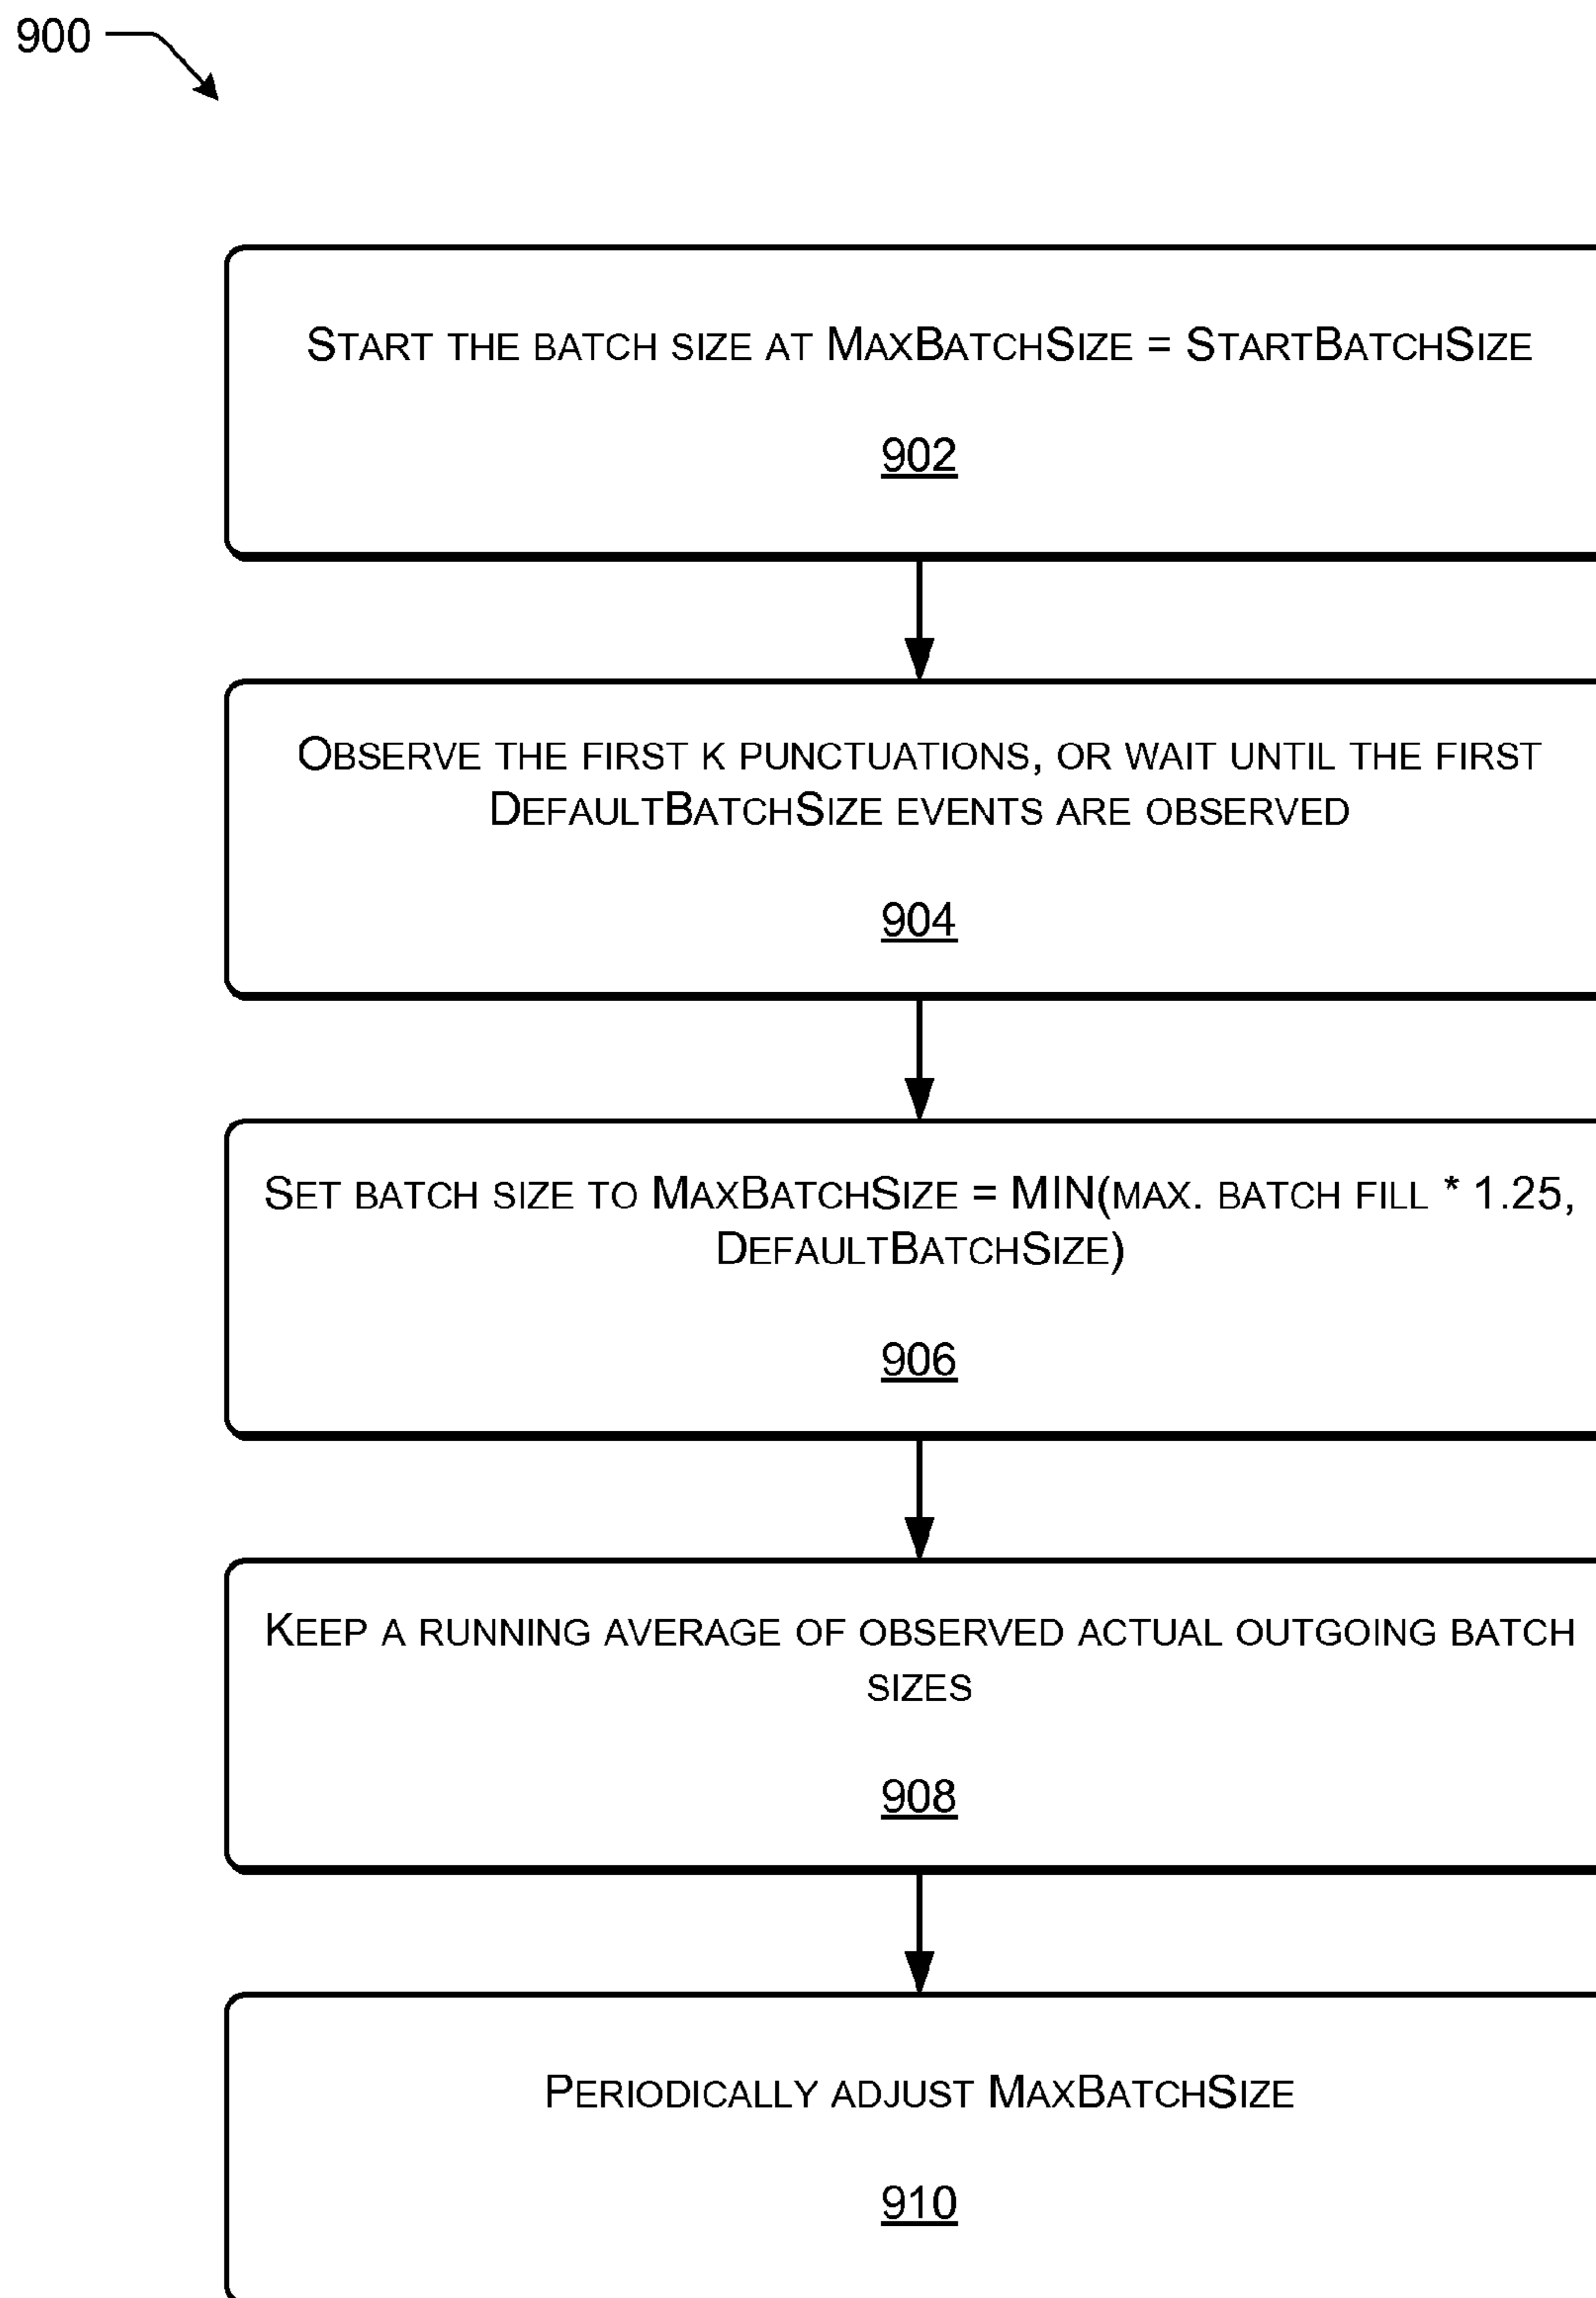 900
Start the batch size at MaxBatchSize = StartBatchSize
902
Observe the first k punctuations, or wait until the first
DefaultBatchSize events are observed
904
Set batch size to MaxBatchSize = MIN(max. batch fill * 1.25,
DefaultBatchSize)
906
Keep a running average of observed actual outgoing batch
sizes
908
Periodically adjust MaxBatchSize
910